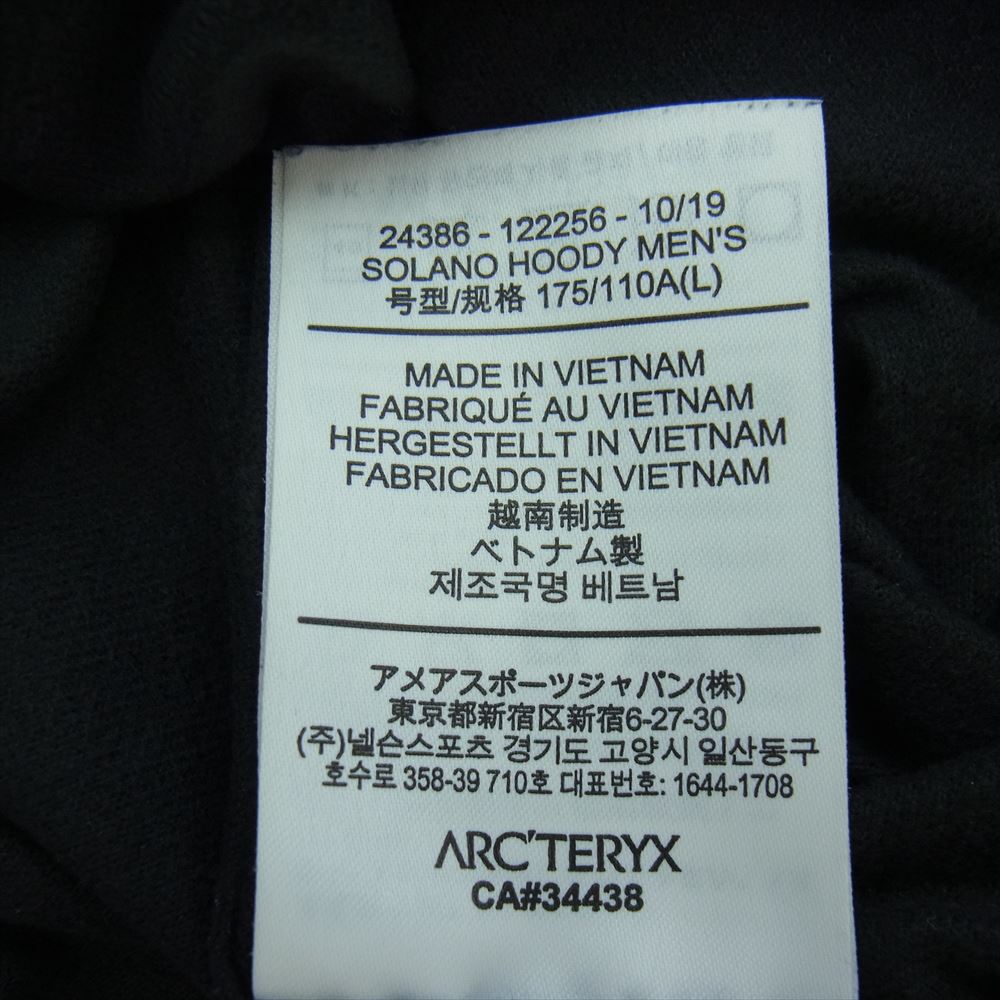 24386 - 122256 - 10/19
SOLANO HOODY MEN'S
号型/规格 175/110A(L)
MADE IN VIETNAM
FABRIQUÉ AU VIETNAM
HERGESTELLT IN VIETNAM
FABRICADO EN VIETNAM
越南制造
ベトナム製
제조국명 베트남
アメアスポーツジャパン(株)
東京都新宿区新宿6-27-30
(주)넬슨스포츠 경기도 고양시 일산동구
호수로 358-39 710호 대표번호: 1644-1708
ARC'TERYX
CA#34438